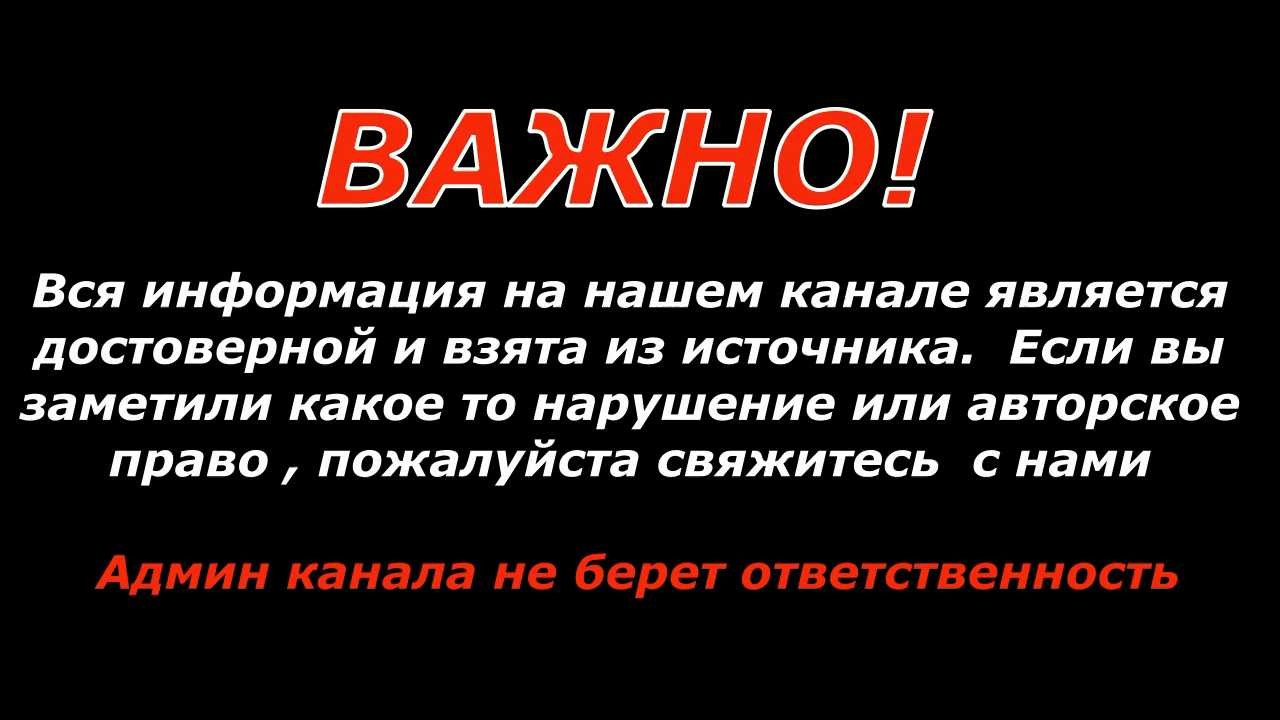 ВАЖНО!
Вся информация на нашем канале является
достоверной и взята из источника.  Если вы
заметили какое то нарушение или авторское
право , пожалуйста свяжитесь  с нами
Админ канала не берет ответственность